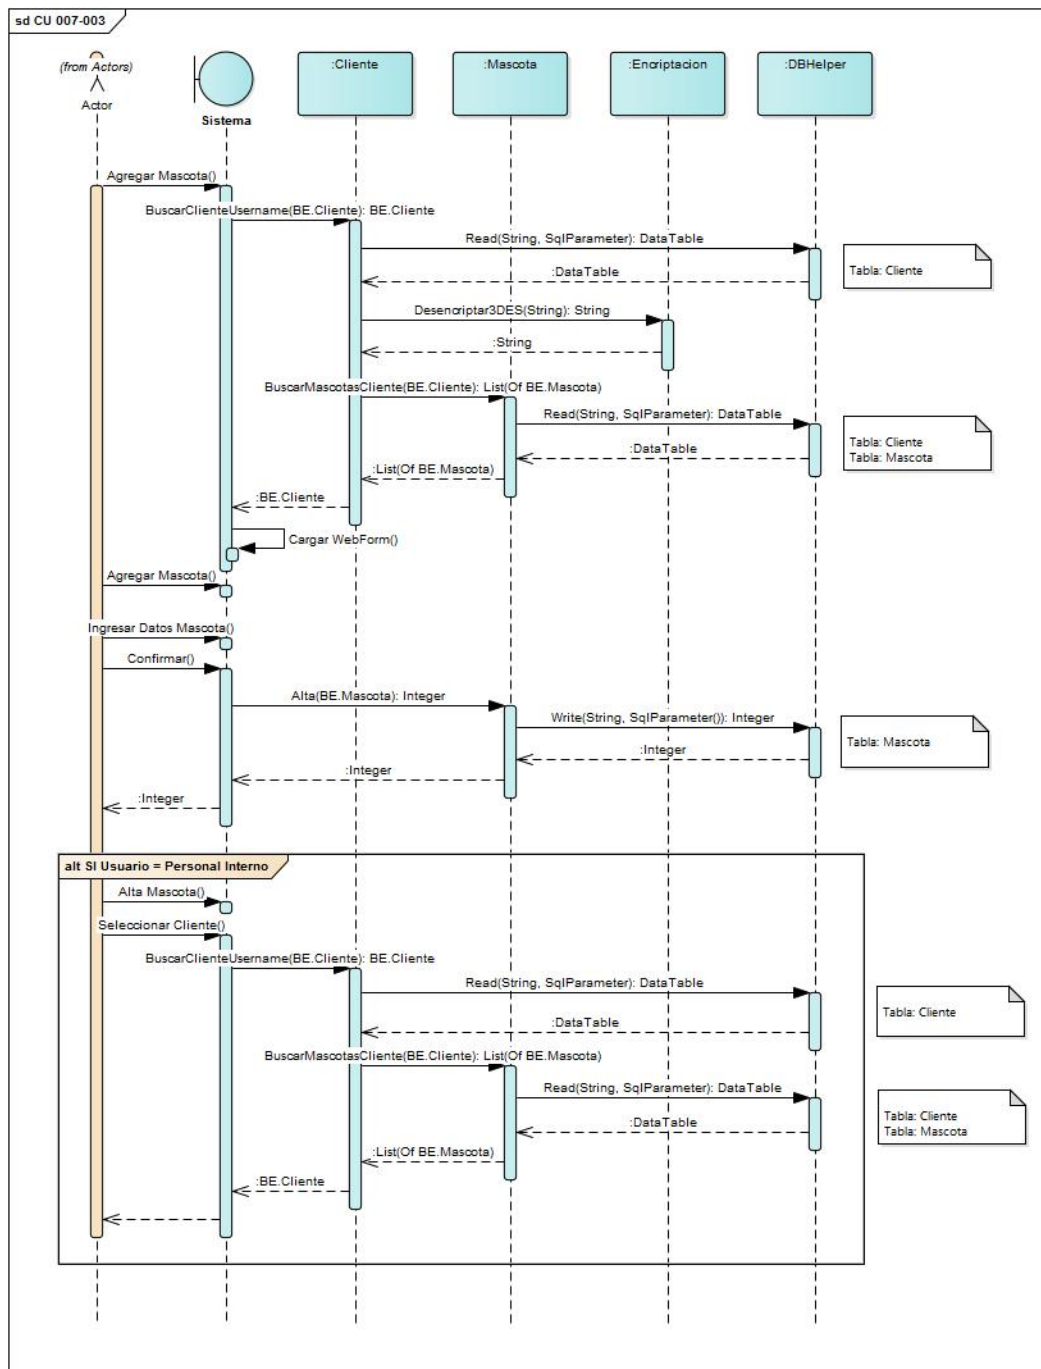 sd CU 007-003
(from Actors)
Actor
Sistema
:Cliente
:Mascota
:Encriptacion
:DBHelper
Agregar Mascota()
BuscarClienteUsername(BE.Cliente): BE.Cliente
Read(String, SqlParameter): DataTable
Tabla: Cliente
:DataTable
Desencriptar3DES(String): String
:String
BuscarMascotasCliente(BE.Cliente): List(Of BE.Mascota)
Read(String, SqlParameter): DataTable
Tabla: Cliente
Tabla: Mascota
:DataTable
:List(Of BE.Mascota)
:BE.Cliente
Cargar WebForm()
Agregar Mascota()
Ingresar Datos Mascota()
Confirmar()
Alta(BE.Mascota): Integer
Write(String, SqlParameter()): Integer
Tabla: Mascota
:Integer
:Integer
:Integer
alt SI Usuario = Personal Interno
Alta Mascota()
Seleccionar Cliente()
BuscarClienteUsername(BE.Cliente): BE.Cliente
Read(String, SqlParameter): DataTable
Tabla: Cliente
:DataTable
BuscarMascotasCliente(BE.Cliente): List(Of BE.Mascota)
Read(String, SqlParameter): DataTable
Tabla: Cliente
Tabla: Mascota
:DataTable
:List(Of BE.Mascota)
:BE.Cliente